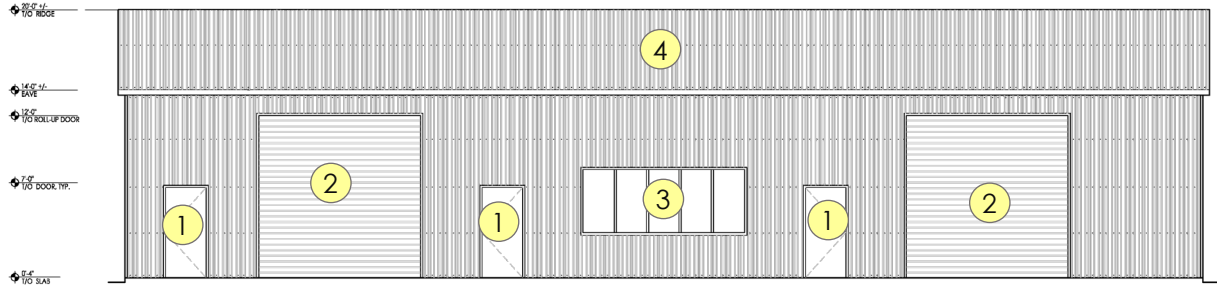 20'-0" +/-
T/O RIDGE
4
14'-0" +/-
EAVE
12'-0"
T/O ROLL-UP DOOR
7'-0"
T/O DOOR, TYP.
2
3
2
1
1
1
0'-4"
T/O SLAB